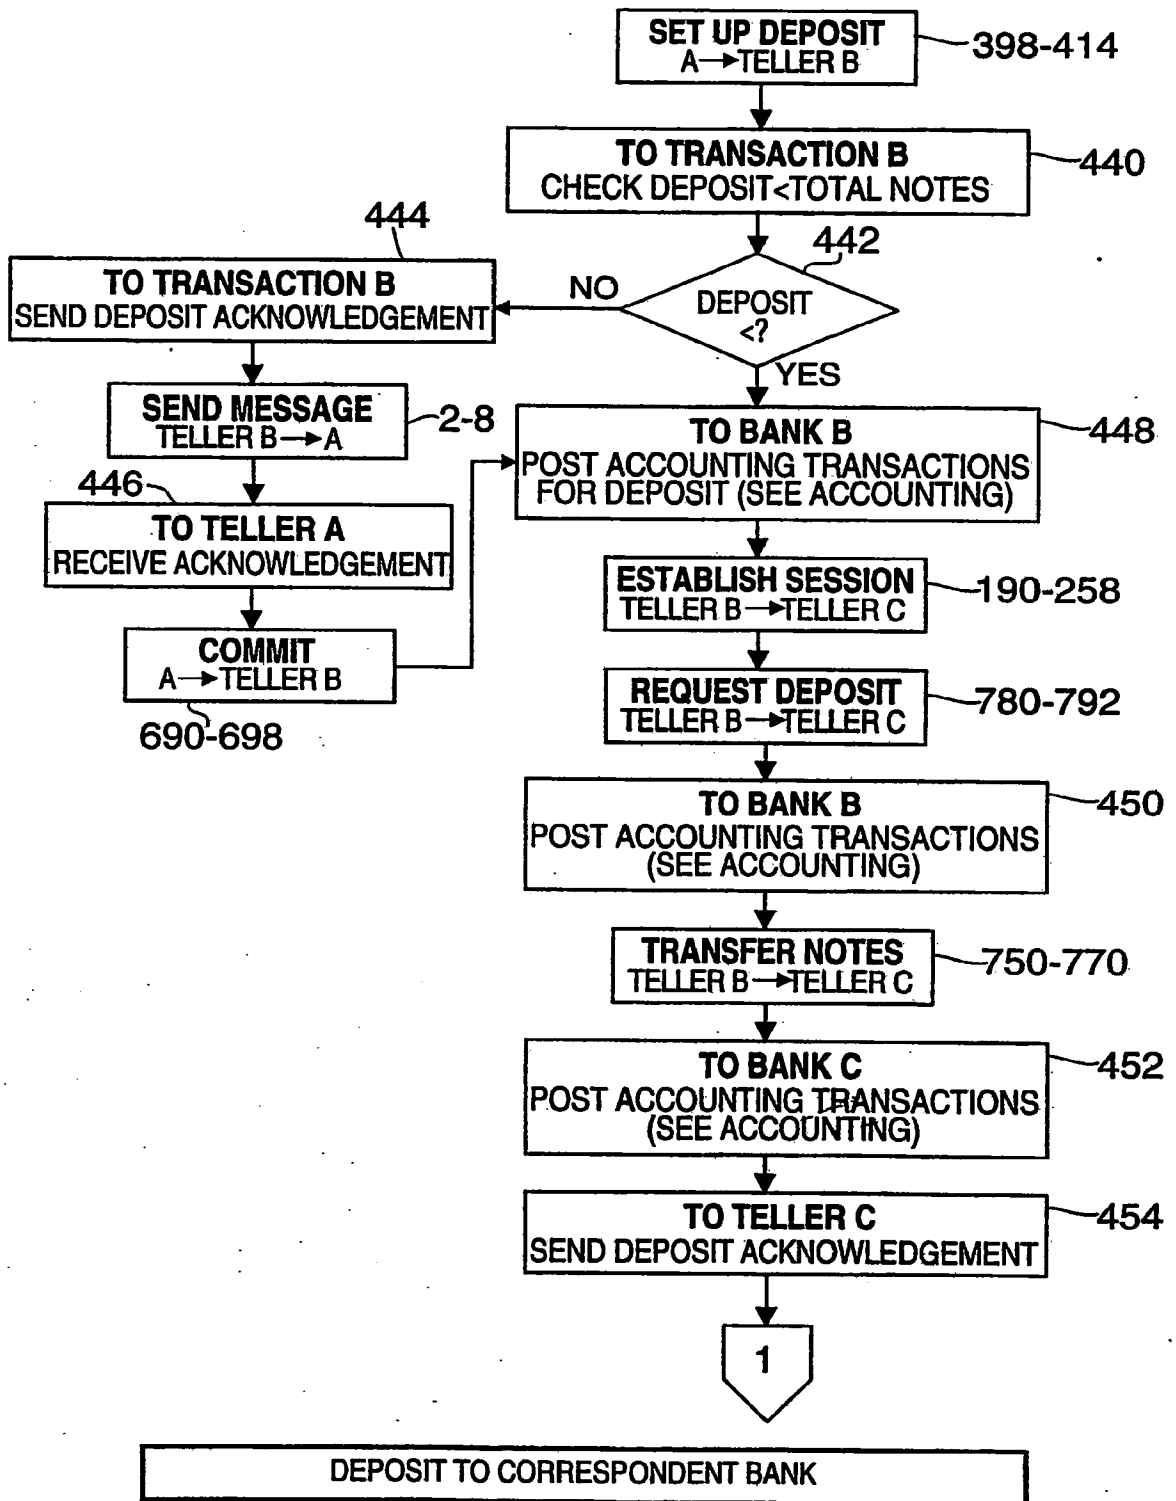 SET UP DEPOSIT
A→TELLER B
398-414
TO TRANSACTION B
CHECK DEPOSIT<TOTAL NOTES
440
444
442
TO TRANSACTION B
SEND DEPOSIT ACKNOWLEDGEMENT
NO
DEPOSIT
<?
YES
SEND MESSAGE
TELLER B→A
2-8
446
TO TELLER A
RECEIVE ACKNOWLEDGEMENT
COMMIT
A→TELLER B
690-698
TO BANK B
POST ACCOUNTING TRANSACTIONS
FOR DEPOSIT (SEE ACCOUNTING)
448
ESTABLISH SESSION
TELLER B→TELLER C
190-258
REQUEST DEPOSIT
TELLER B→TELLER C
780-792
TO BANK B
POST ACCOUNTING TRANSACTIONS
(SEE ACCOUNTING)
450
TRANSFER NOTES
TELLER B→TELLER C
750-770
TO BANK C
POST ACCOUNTING TRANSACTIONS
(SEE ACCOUNTING)
452
TO TELLER C
SEND DEPOSIT ACKNOWLEDGEMENT
454
1
DEPOSIT TO CORRESPONDENT BANK